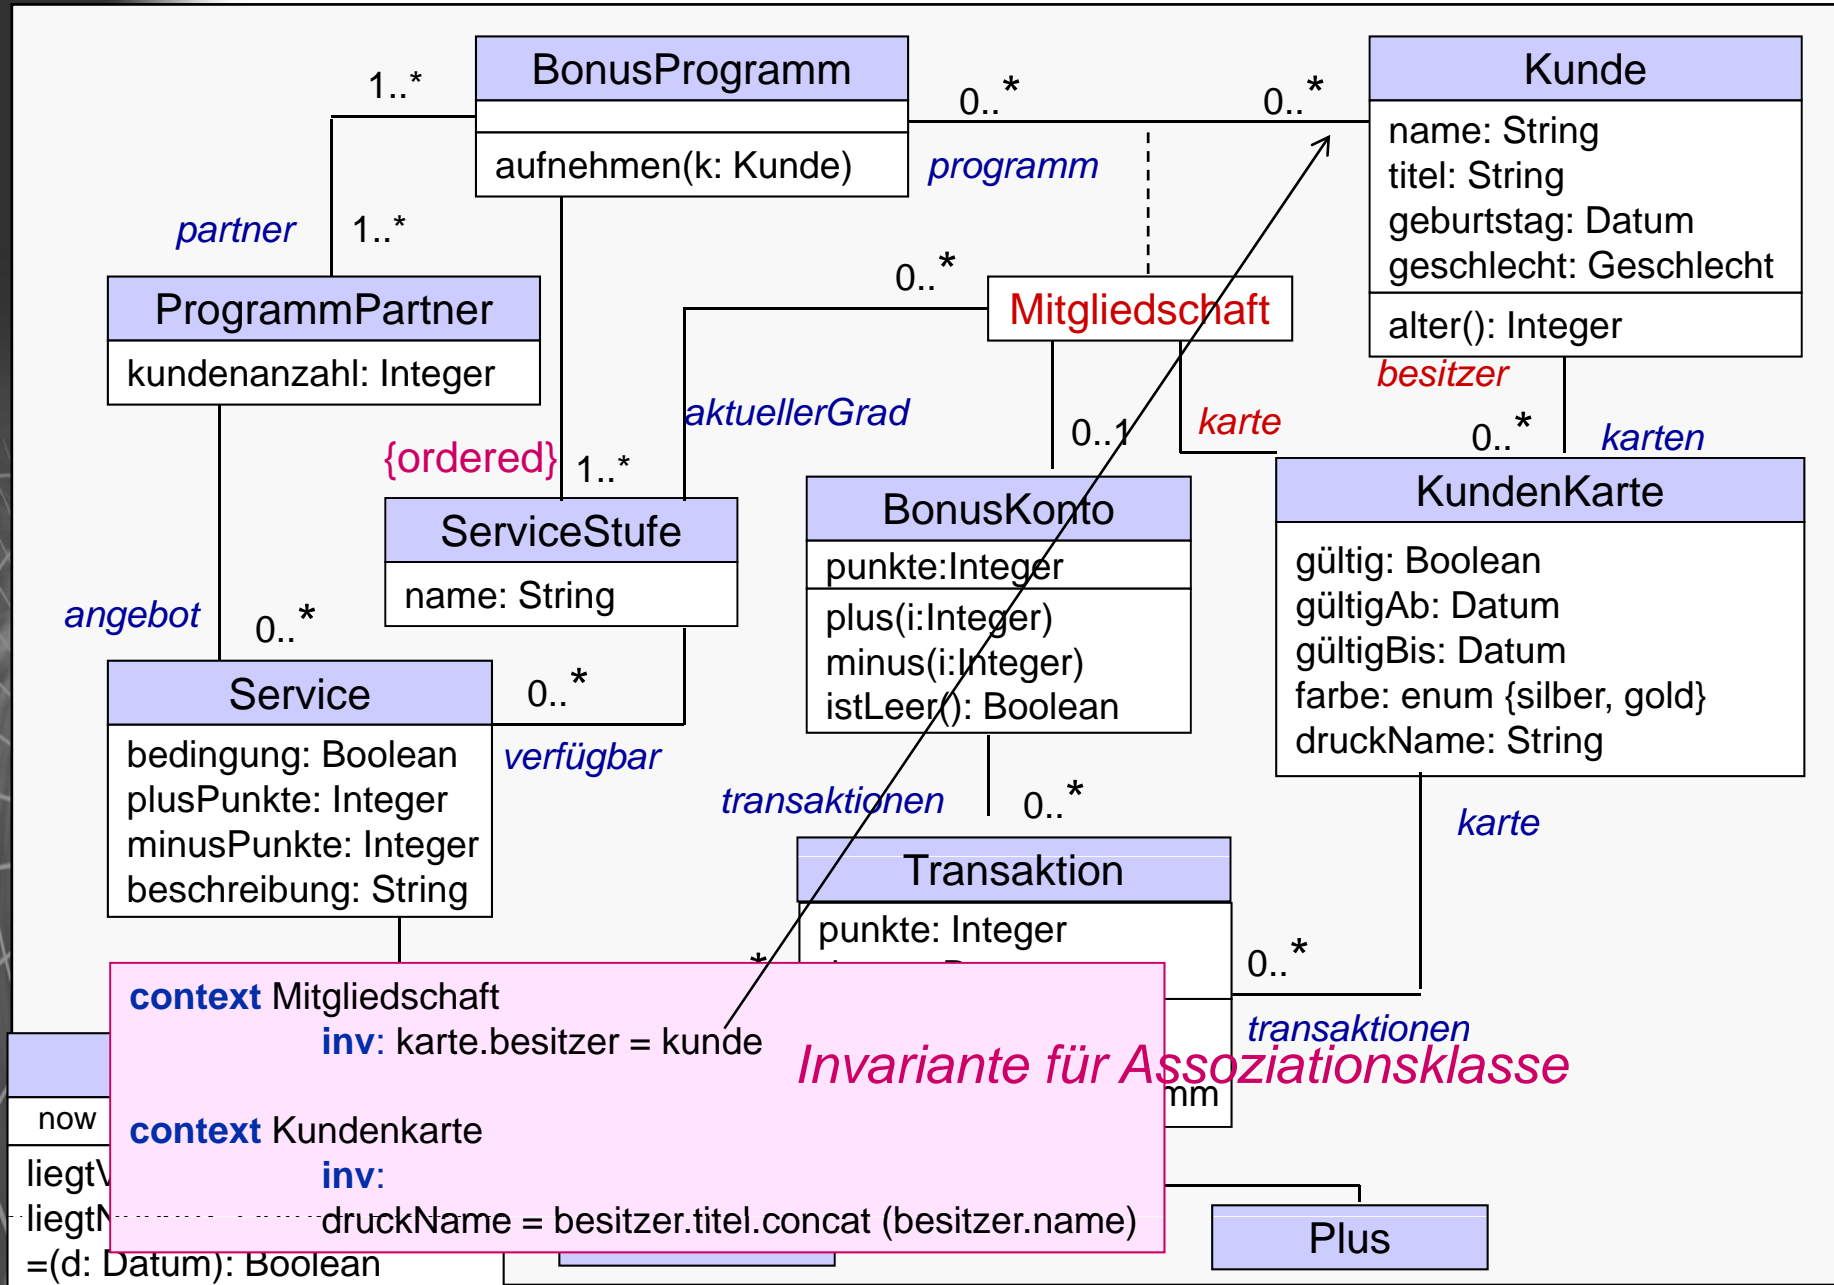 BonusProgramm
aufnehmen(k: Kunde)
1..*
0..*
0..*
programm
Kunde
name: String
titel: String
geburtstag: Datum
geschlecht: Geschlecht
alter(): Integer
partner
1..*
ProgrammPartner
kundenanzahl: Integer
0..*
Mitgliedschaft
besitzer
aktuellerGrad
0..1
karte
0..*
karten
{ordered}
1..*
ServiceStufe
name: String
BonusKonto
punkte:Integer
plus(i:Integer)
minus(i:Integer)
istLeer(): Boolean
KundenKarte
gültig: Boolean
gültigAb: Datum
gültigBis: Datum
farbe: enum {silber, gold}
druckName: String
angebot
0..*
Service
bedingung: Boolean
plusPunkte: Integer
minusPunkte: Integer
beschreibung: String
0..*
verfügbar
transaktionen
0..*
karte
Transaktion
punkte: Integer
*
0..*
transaktionen
mm
context Mitgliedschaft
inv: karte.besitzer = kunde
Invariante für Assoziationsklasse
context Kundenkarte
inv:
druckName = besitzer.titel.concat (besitzer.name)
now
=(d: Datum): Boolean
Plus